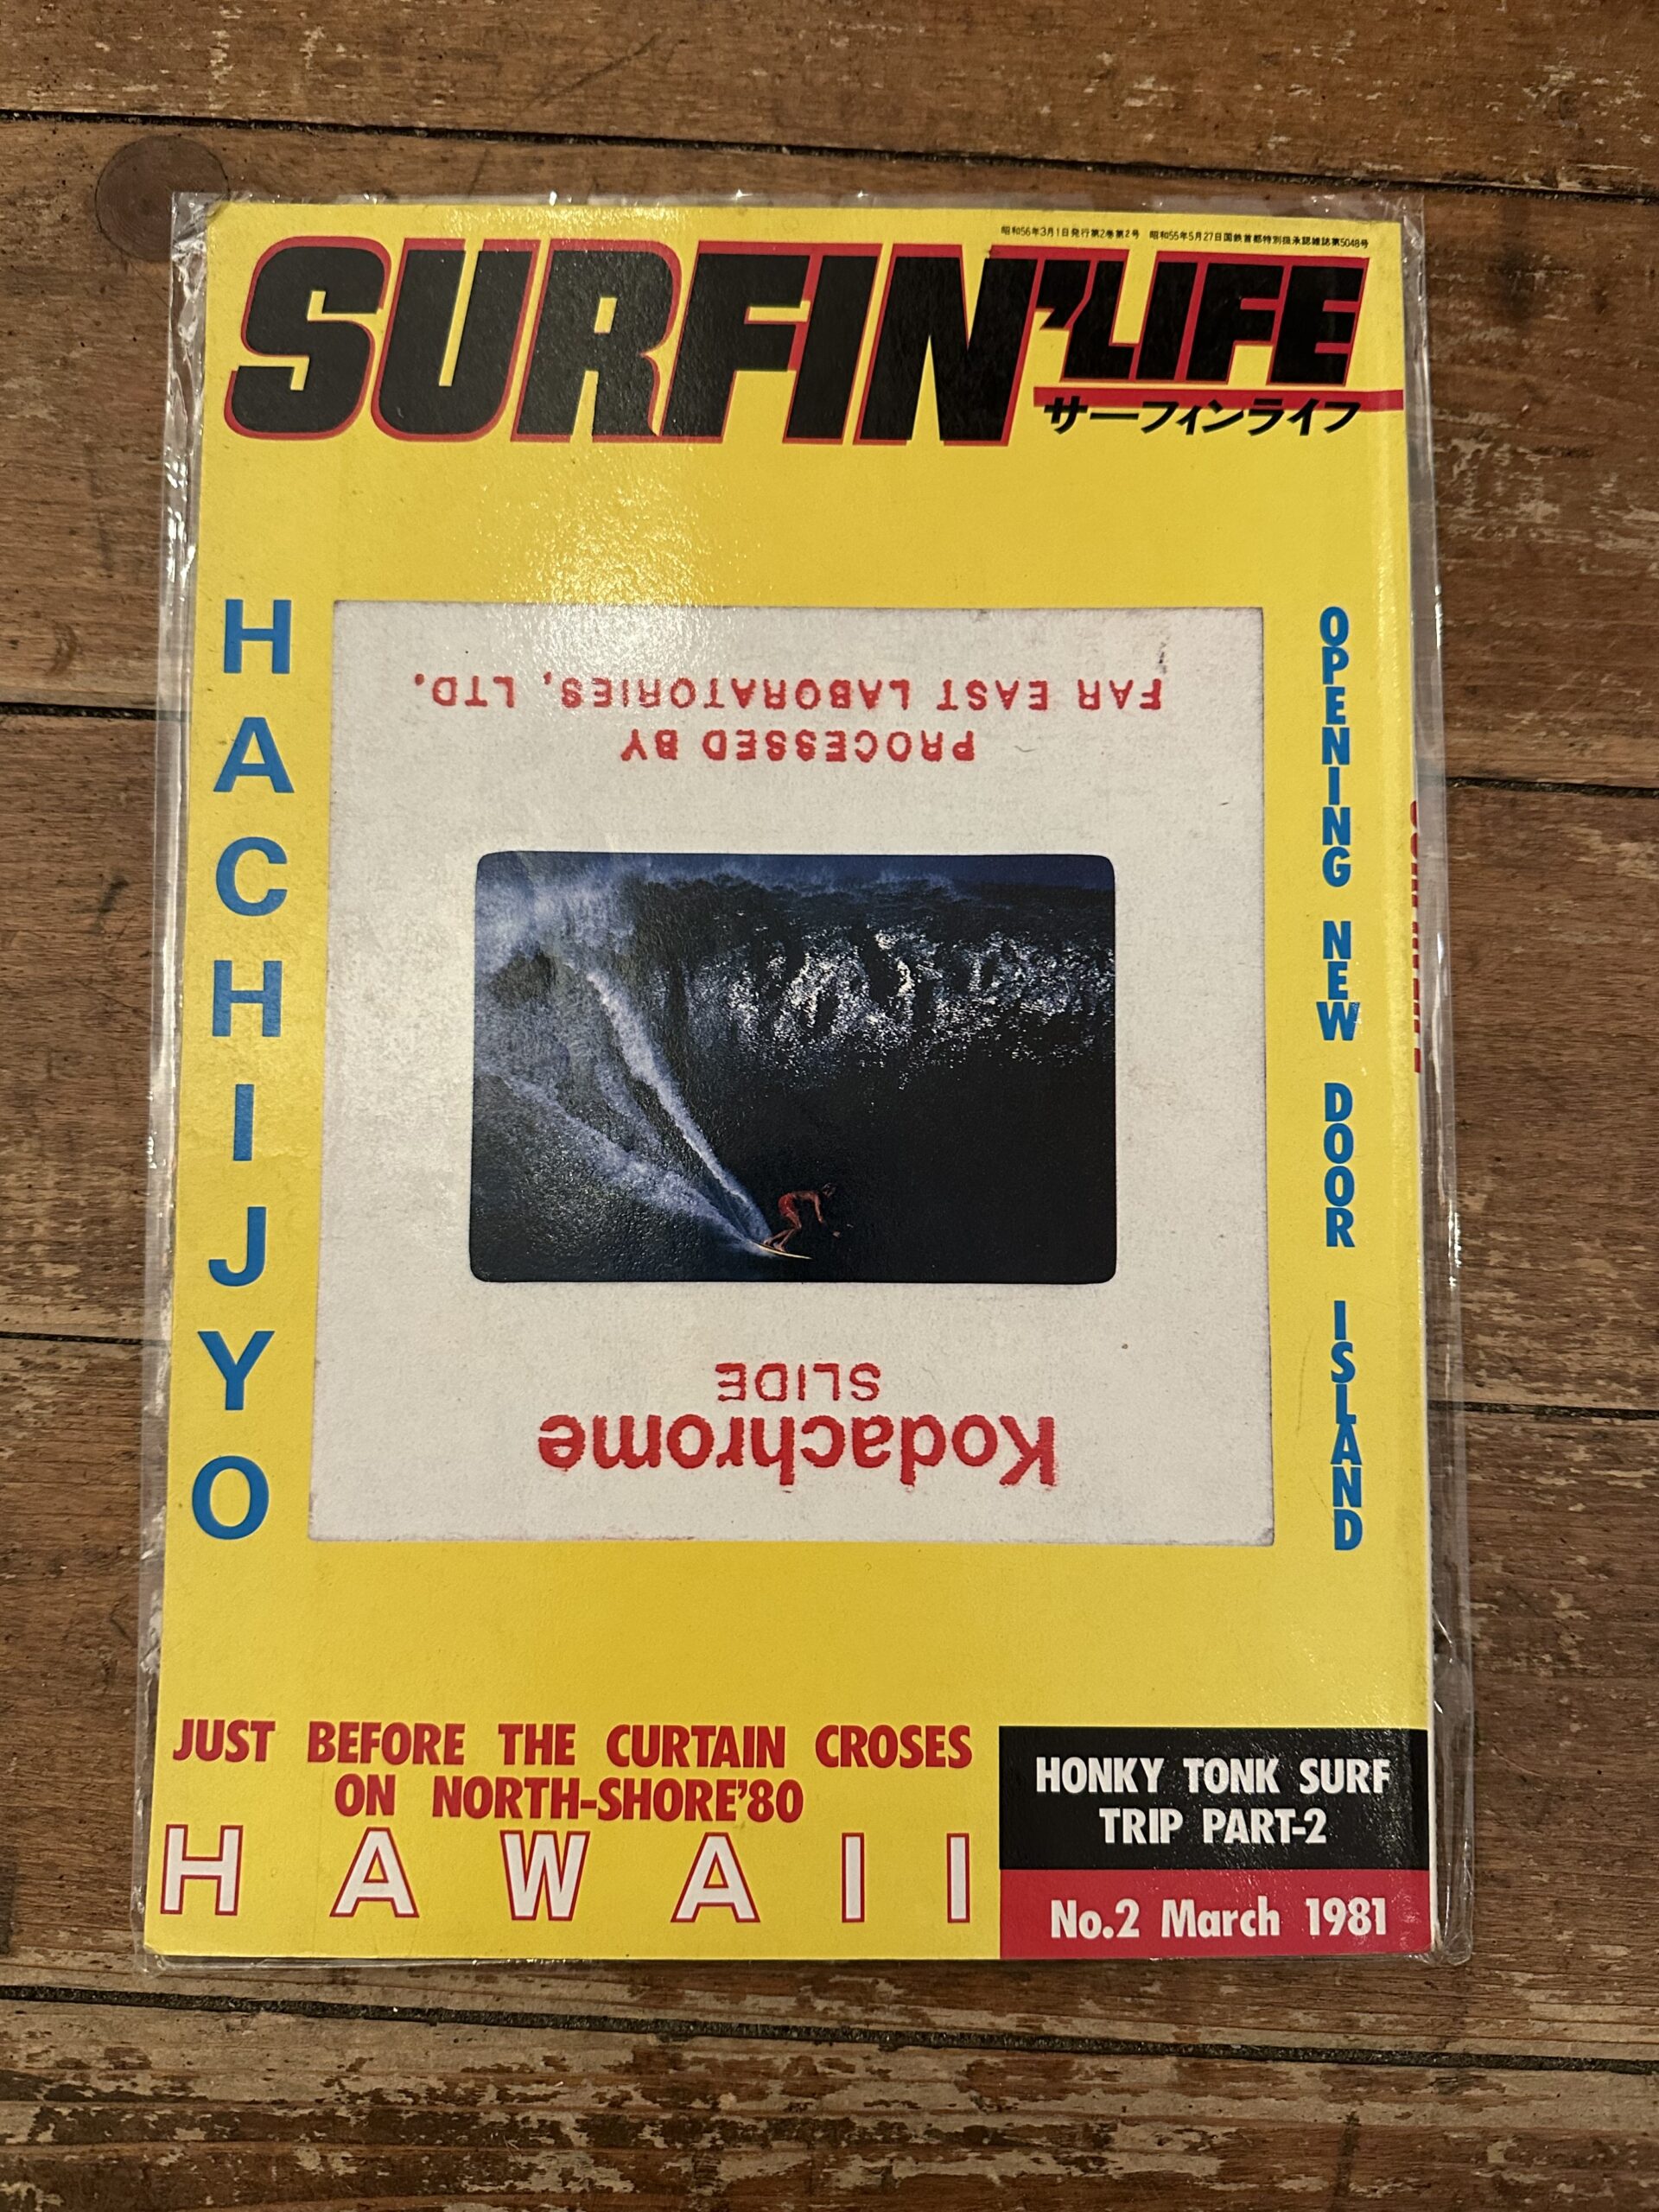 昭和56年3月1日発行第2巻第2号 昭和55年5月27日国鉄首都特別扱承認雑誌第5048号
SURFIN'LIFE
サーフィンライフ
HACHIJYO
FAR EAST LABORATORIES, LTD.
PROCESSED BY
SLIDE
Kodachrome
OPENING NEW DOOR ISLAND
JUST BEFORE THE CURTAIN CROSES
ON NORTH-SHORE'80
HAWAII
HONKY TONK SURF
TRIP PART-2
No.2 March 1981